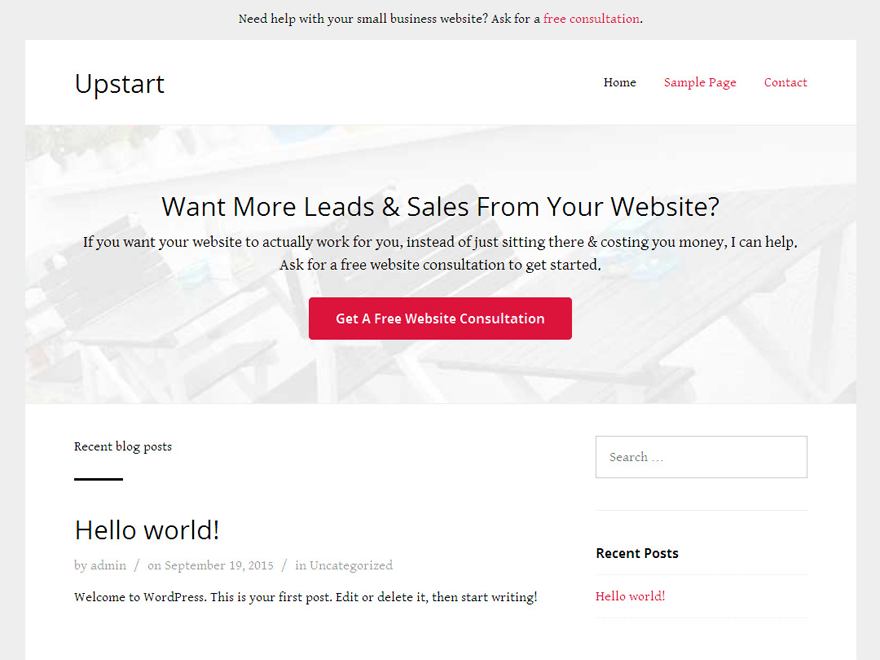 Need help with your small business website? Ask for a free consultation.
Upstart
Home
Sample Page
Contact
Want More Leads & Sales From Your Website?
If you want your website to actually work for you, instead of just sitting there & costing you money, I can help.
Ask for a free website consultation to get started.
Get A Free Website Consultation
Recent blog posts
Hello world!
by admin / on September 19, 2015 / in Uncategorized
Welcome to WordPress. This is your first post. Edit or delete it, then start writing!
Search …
Recent Posts
Hello world!